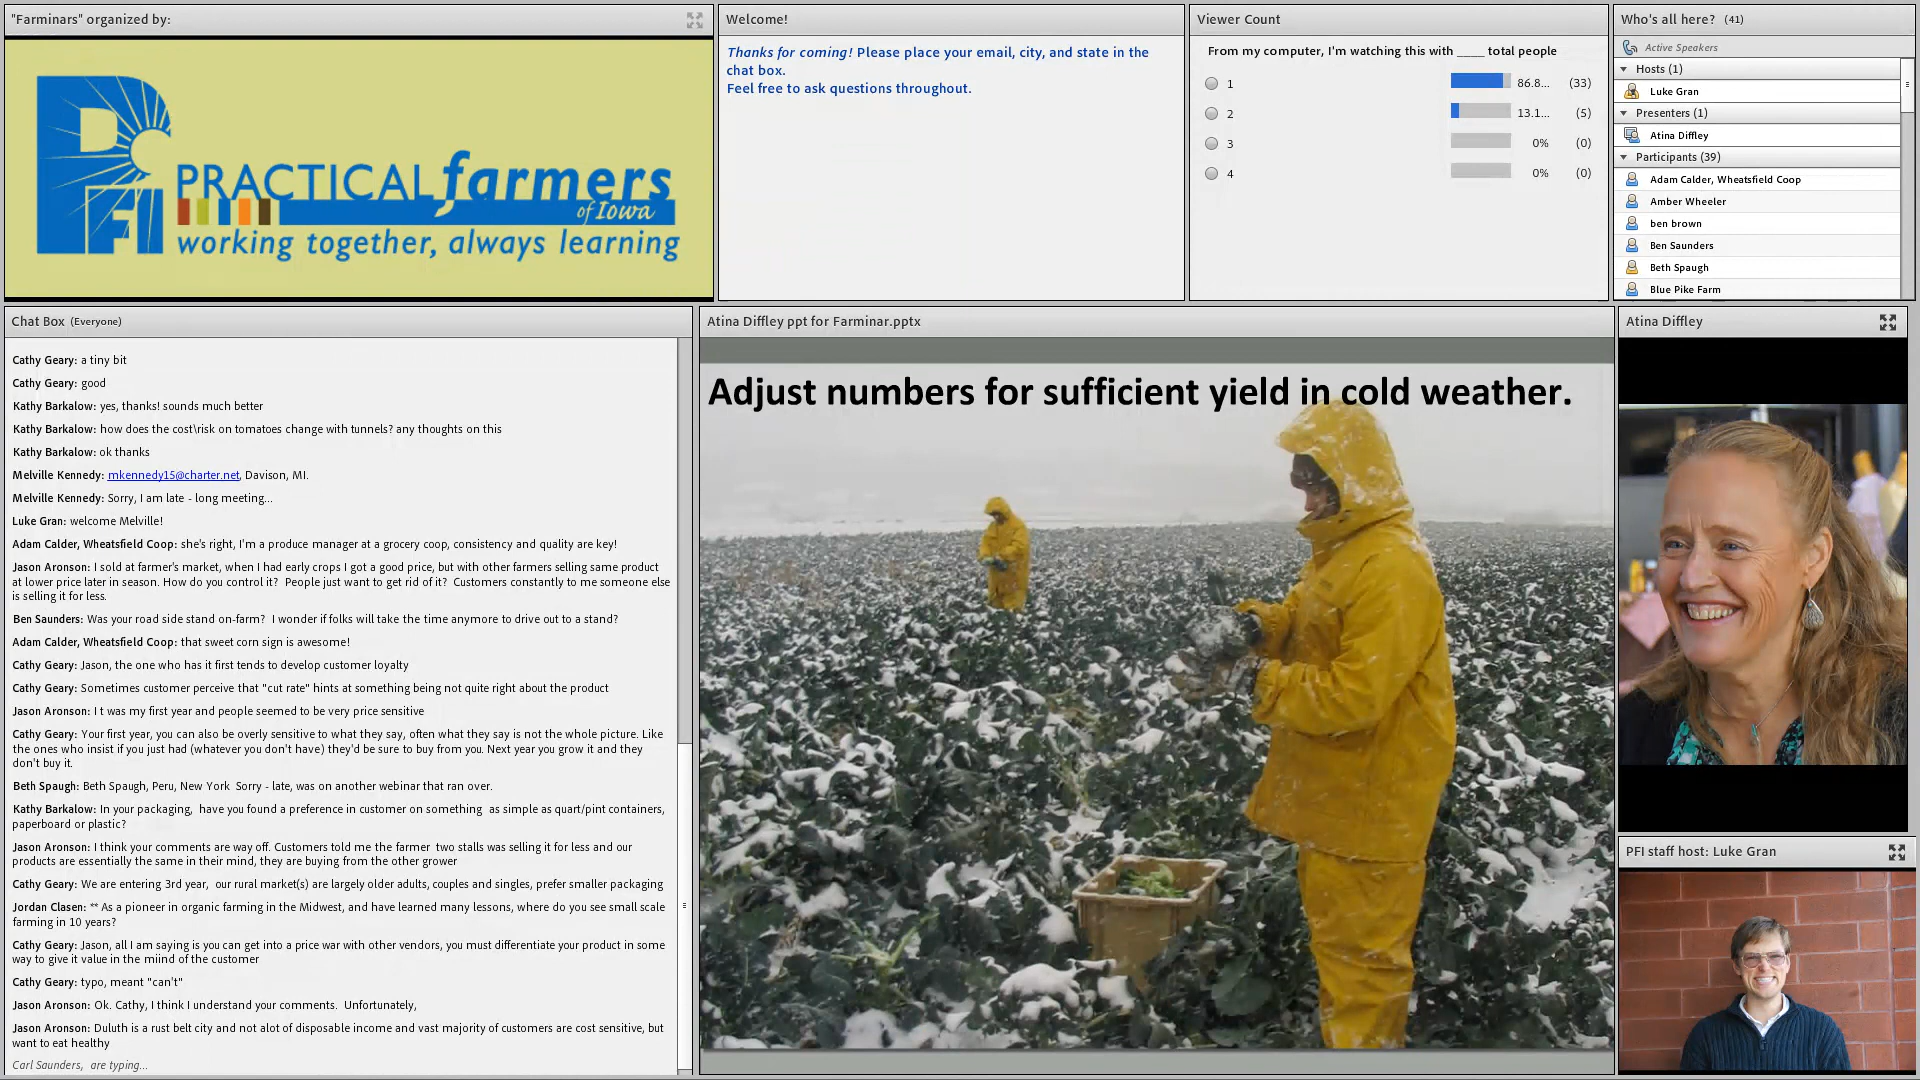 "Farminars" organized by:
PFI
PRACTICAL farmers
of Iowa
working together, always learning
Welcome!
Thanks for coming! Please place your email, city, and state in the
chat box.
Feel free to ask questions throughout.
Viewer Count
From my computer, I'm watching this with ____ total people
1 86.8... (33)
2 13.1... (5)
3 0% (0)
4 0% (0)
Who's all here? (41)
Active Speakers
Hosts (1)
Luke Gran
Presenters (1)
Atina Diffley
Participants (39)
Adam Calder, Wheatsfield Coop
Amber Wheeler
ben brown
Ben Saunders
Beth Spaugh
Blue Pike Farm
Chat Box (Everyone)
Cathy Geary: a tiny bit
Cathy Geary: good
Kathy Barkalow: yes, thanks! sounds much better
Kathy Barkalow: how does the cost\risk on tomatoes change with tunnels? any thoughts on this
Kathy Barkalow: ok thanks
Melville Kennedy: mkennedy15@charter.net, Davison, MI.
Melville Kennedy: Sorry, I am late - long meeting...
Luke Gran: welcome Melville!
Adam Calder, Wheatsfield Coop: she's right, I'm a produce manager at a grocery coop, consistency and quality are key!
Jason Aronson: I sold at farmer's market, when I had early crops I got a good price, but with other farmers selling same product
at lower price later in season. How do you control it? People just want to get rid of it? Customers constantly to me someone else
is selling it for less.
Ben Saunders: Was your road side stand on-farm? I wonder if folks will take the time anymore to drive out to a stand?
Adam Calder, Wheatsfield Coop: that sweet corn sign is awesome!
Cathy Geary: Jason, the one who has it first tends to develop customer loyalty
Cathy Geary: Sometimes customer perceive that "cut rate" hints at something being not quite right about the product
Jason Aronson: I t was my first year and people seemed to be very price sensitive
Cathy Geary: Your first year, you can also be overly sensitive to what they say, often what they say is not the whole picture. Like
the ones who insist if you just had (whatever you don't have) they'd be sure to buy from you. Next year you grow it and they
don't buy it.
Beth Spaugh: Beth Spaugh, Peru, New York Sorry - late, was on another webinar that ran over.
Kathy Barkalow: In your packaging, have you found a preference in customer on something as simple as quart/pint containers,
paperboard or plastic?
Jason Aronson: I think your comments are way off. Customers told me the farmer two stalls was selling it for less and our
products are essentially the same in their mind, they are buying from the other grower
Cathy Geary: We are entering 3rd year, our rural market(s) are largely older adults, couples and singles, prefer smaller packaging
Jordan Clasen: ** As a pioneer in organic farming in the Midwest, and have learned many lessons, where do you see small scale
farming in 10 years?
Cathy Geary: Jason, all I am saying is you can get into a price war with other vendors, you must differentiate your product in some
way to give it value in the miind of the customer
Cathy Geary: typo, meant "can't"
Jason Aronson: Ok. Cathy, I think I understand your comments. Unfortunately,
Jason Aronson: Duluth is a rust belt city and not alot of disposable income and vast majority of customers are cost sensitive, but
want to eat healthy
Carl Saunders, are typing...
Atina Diffley ppt for Farminar.pptx
Adjust numbers for sufficient yield in cold weather.
Atina Diffley
PFI staff host: Luke Gran